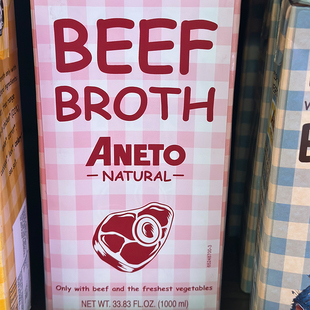 BEEF
BROTH
ANETO
— NATURAL —
Only with beef and the freshest vegetables
NET WT. 33.83 FL.OZ. (1000 ml)